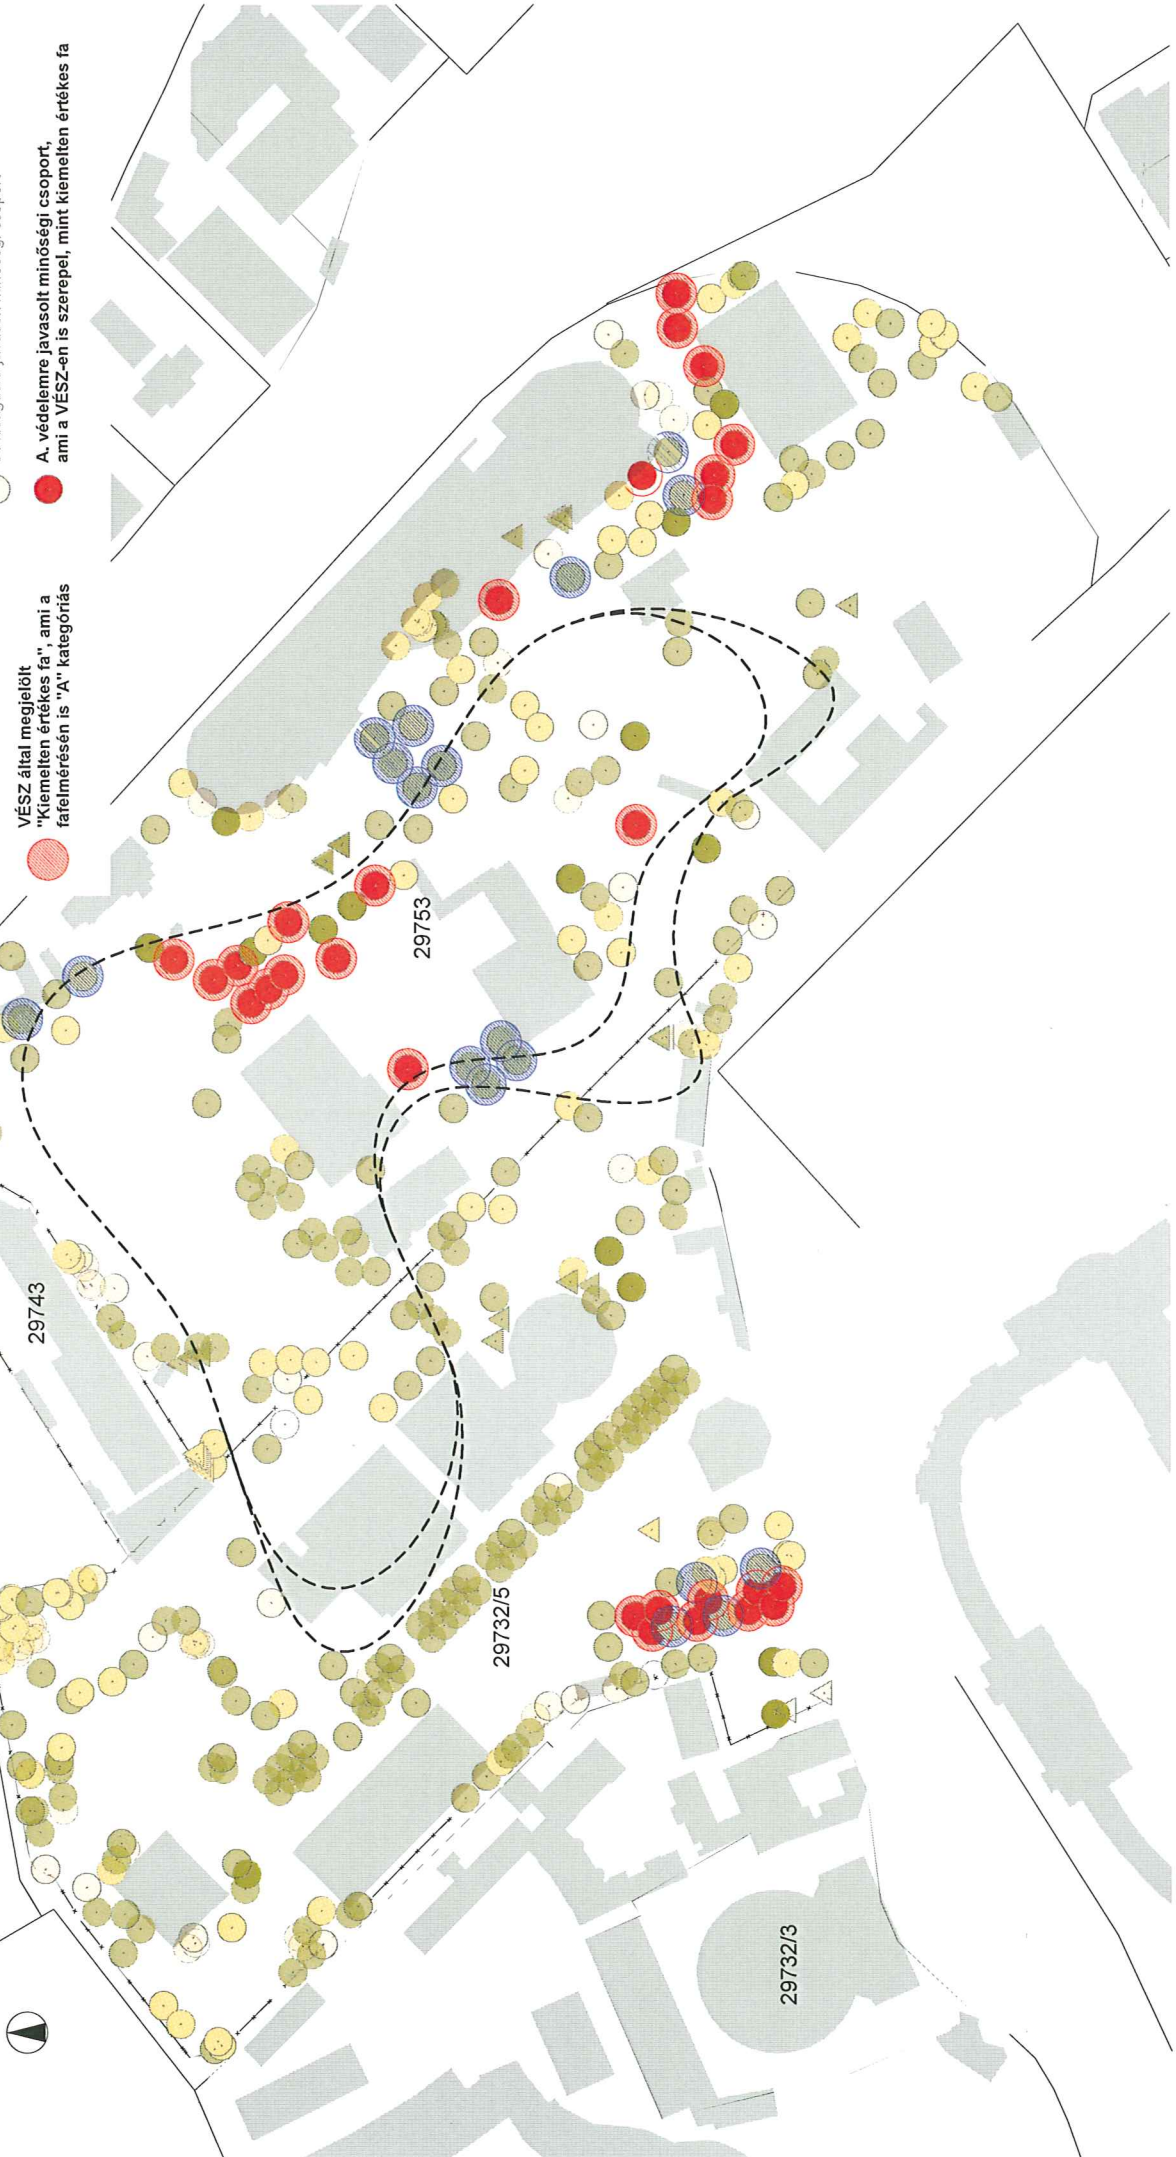 VÉSZ által megjelölt
"Kiemelten értékes fa", ami a
fafelmérésén is "A" kategóriás
A. védelemre javasolt minőségi csoport,
ami a VÉSZ-en is szerepel, mint kiemelten értékes fa
29743
29753
29732/5
29732/3